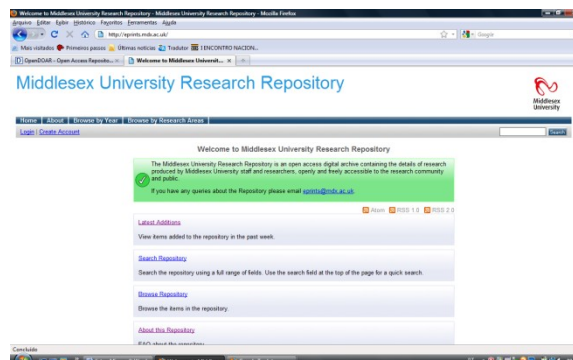 Welcome to Middlesex University Research Repository - Middlesex University Research Repository - Mozilla Firefox
Arquivo Editar Exibir Histórico Favoritos Ferramentas Ajuda
http://eprints.mdx.ac.uk/
Google
Mais visitados Primeiros passos Últimas notícias Tradutor I ENCONTRO NACION...
OpenDOAR - Open Access Reposito... Welcome to Middlesex Universit...
Middlesex University Research Repository
Middlesex
University
Home About Browse by Year Browse by Research Areas
Login | Create Account
Search
Welcome to Middlesex University Research Repository
The Middlesex University Research Repository is an open access digital archive containing the details of research
produced by Middlesex University staff and researchers, openly and freely accessible to the research community
and public.
If you have any queries about the Repository please email eprints@mdx.ac.uk.
Atom RSS 1.0 RSS 2.0
Latest Additions
View items added to the repository in the past week.
Search Repository
Search the repository using a full range of fields. Use the search field at the top of the page for a quick search.
Browse Repository
Browse the items in the repository.
About this Repository
FAQ about the repository.
Concluído